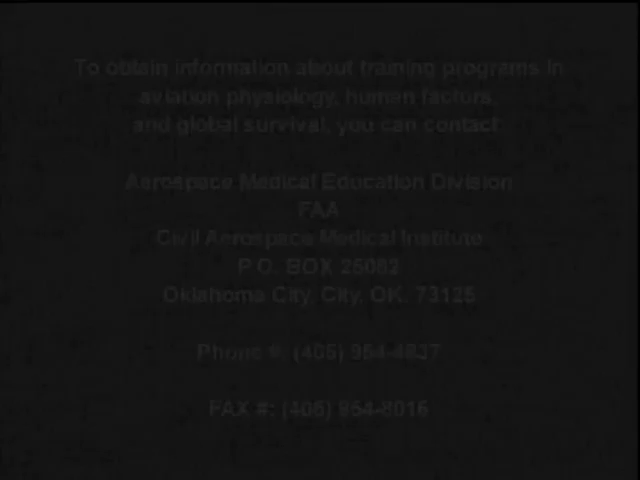 To obtain information about training programs in
aviation physiology, human factors,
and global survival, you can contact
Aerospace Medical Education Division
FAA
Civil Aerospace Medical Institute
P.O. BOX 25082
Oklahoma City, City, OK. 73125
Phone #: (405) 954-4837
FAX #: (405) 954-8016